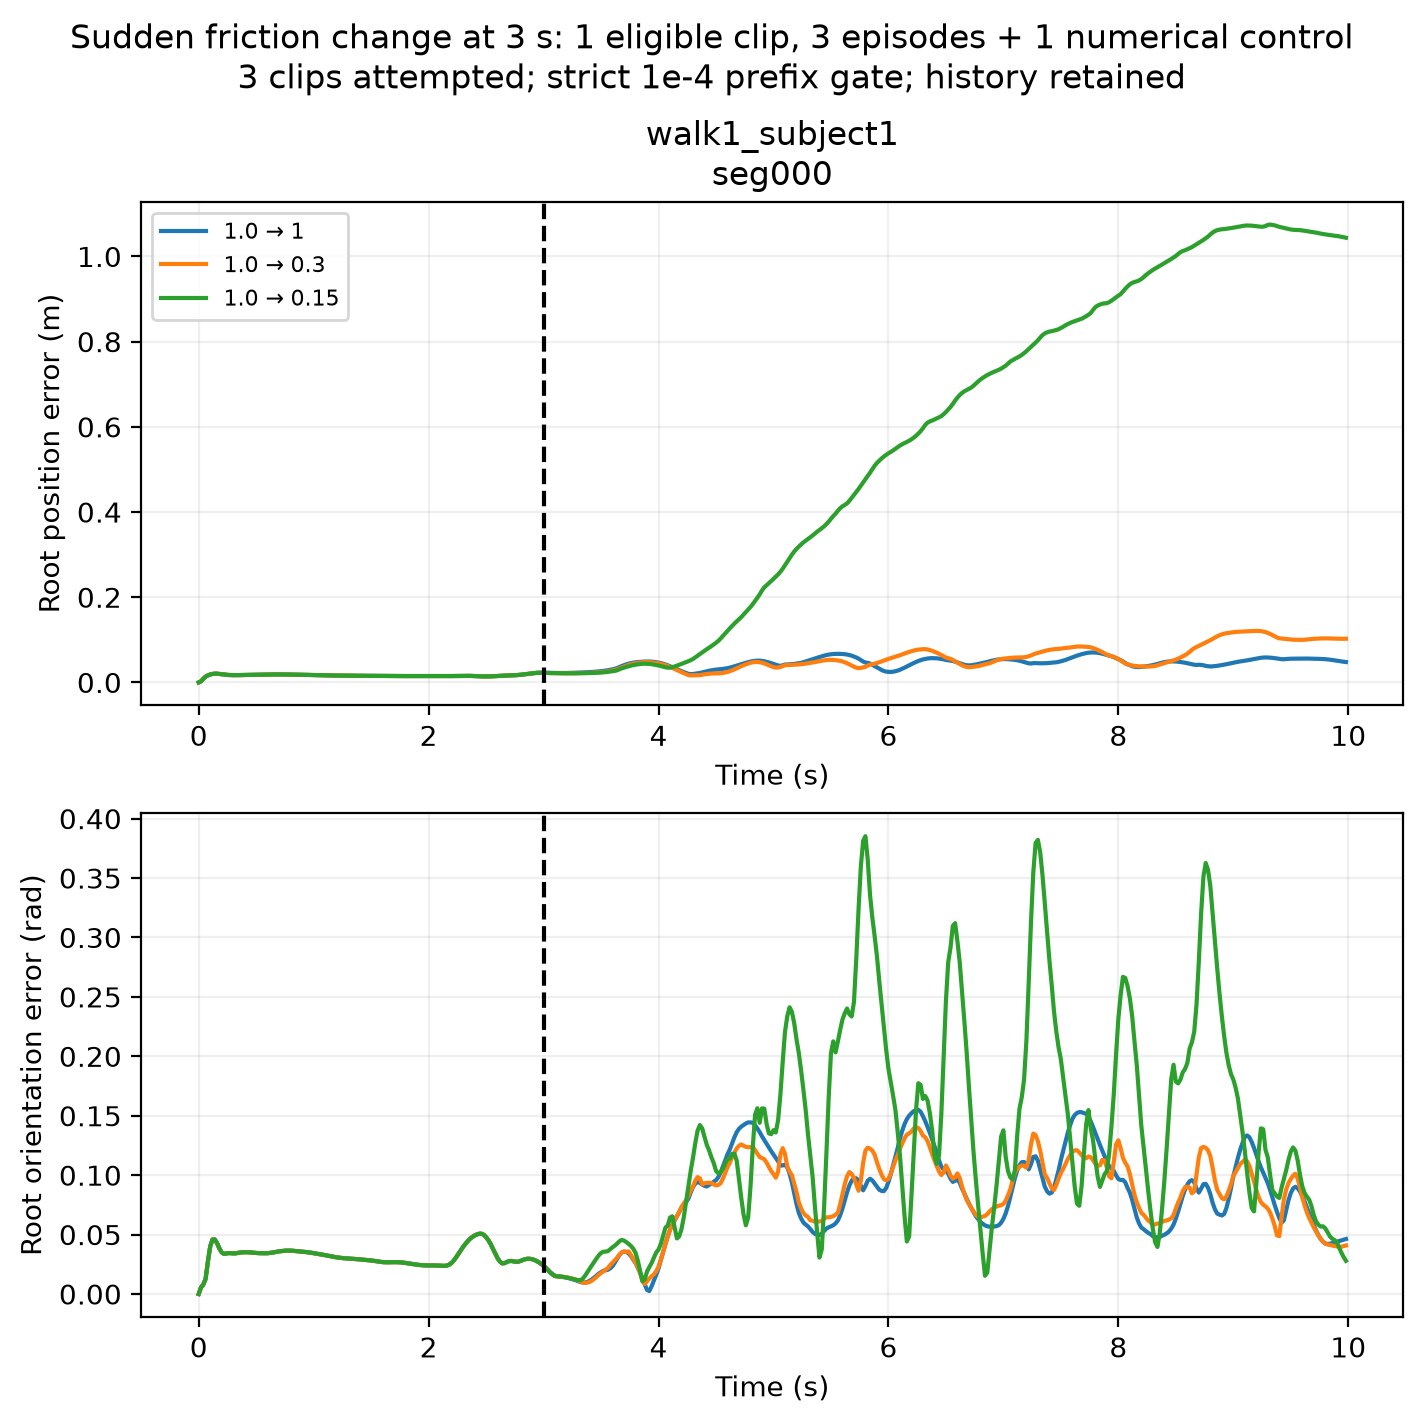 Sudden friction change at 3 s: 1 eligible clip, 3 episodes + 1 numerical control
3 clips attempted; strict 1e-4 prefix gate; history retained
walk1_subject1
seg000
1.0 → 1
1.0 → 0.3
1.0 → 0.15
Root position error (m)
1.0
0.8
0.6
0.4
0.2
0.0
0 2 4 6 8 10
Time (s)
Root orientation error (rad)
0.40
0.35
0.30
0.25
0.20
0.15
0.10
0.05
0.00
0 2 4 6 8 10
Time (s)